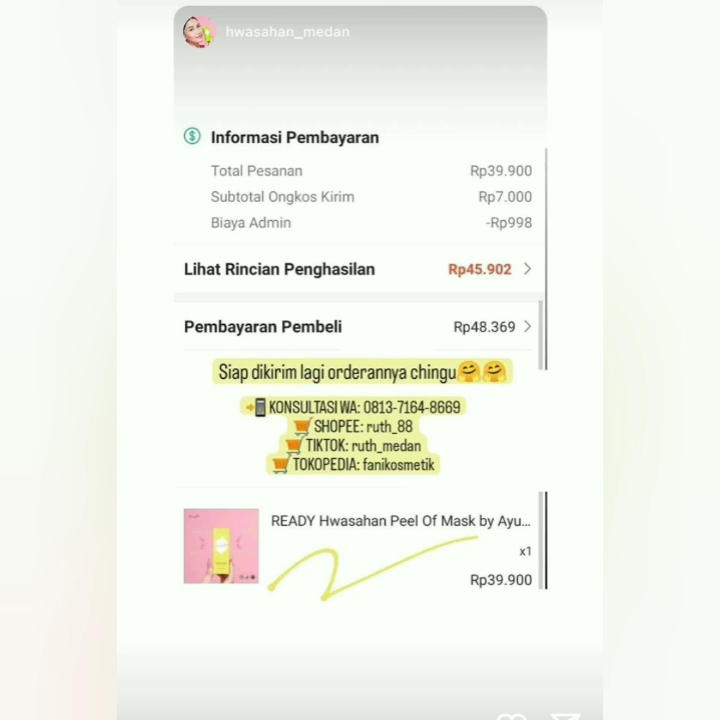 hwasahan_medan
Informasi Pembayaran
Total Pesanan Rp39.900
Subtotal Ongkos Kirim Rp7.000
Biaya Admin -Rp998
Lihat Rincian Penghasilan Rp45.902
Pembayaran Pembeli Rp48.369
Siap dikirim lagi orderannya chingu🤗🤗
📲KONSULTASI WA: 0813-7164-8669
🛒SHOPEE: ruth_88
🛒TIKTOK: ruth_medan
🛒TOKOPEDIA: fanikosmetik
READY Hwasahan Peel Of Mask by Ayu...
x1
Rp39.900